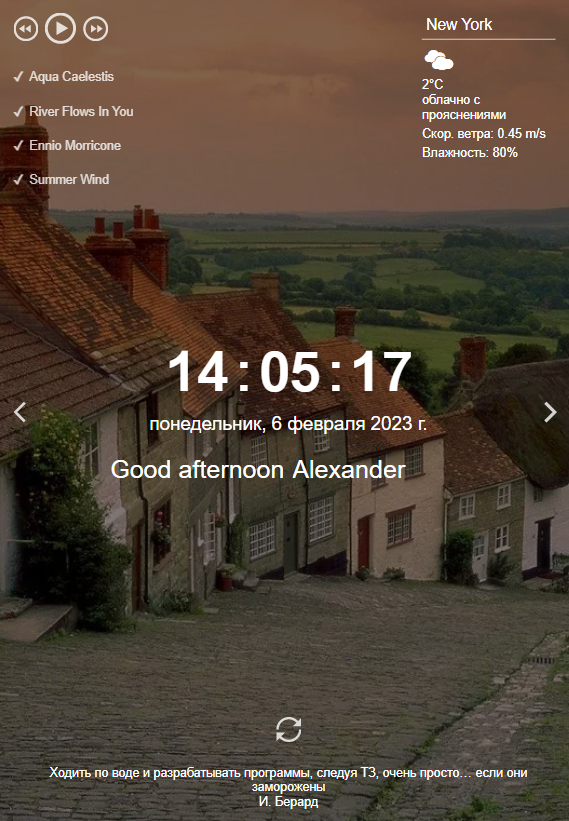 New York
Aqua Caelestis
River Flows In You
Ennio Morricone
Summer Wind
2°C
облачно с
прояснениями
Скор. ветра: 0.45 m/s
Влажность: 80%
14:05:17
понедельник, 6 февраля 2023 г.
Good afternoon Alexander
Ходить по воде и разрабатывать программы, следуя ТЗ, очень просто… если они
заморожены
И. Берард